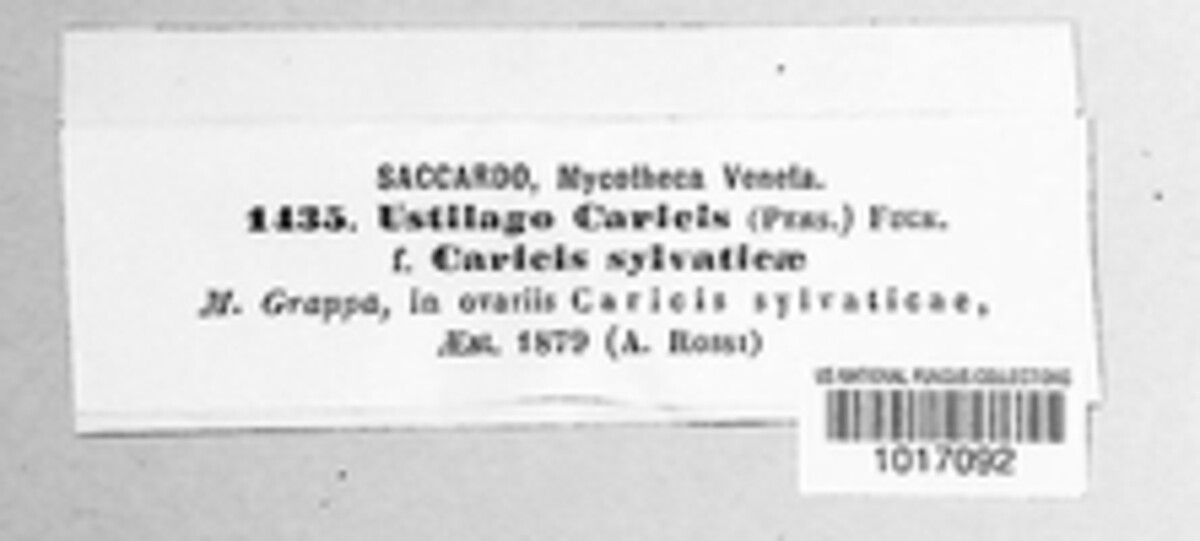 SACCARDO, Mycotheca Veneta.
1435. Ustilago Caricis (Pers.) Fuck.
f. Caricis sylvaticæ
M. Grappa, in ovariis Caricis sylvaticae,
Æst. 1879 (A. Rossi)
US NATIONAL FUNGUS COLLECTIONS
1017092